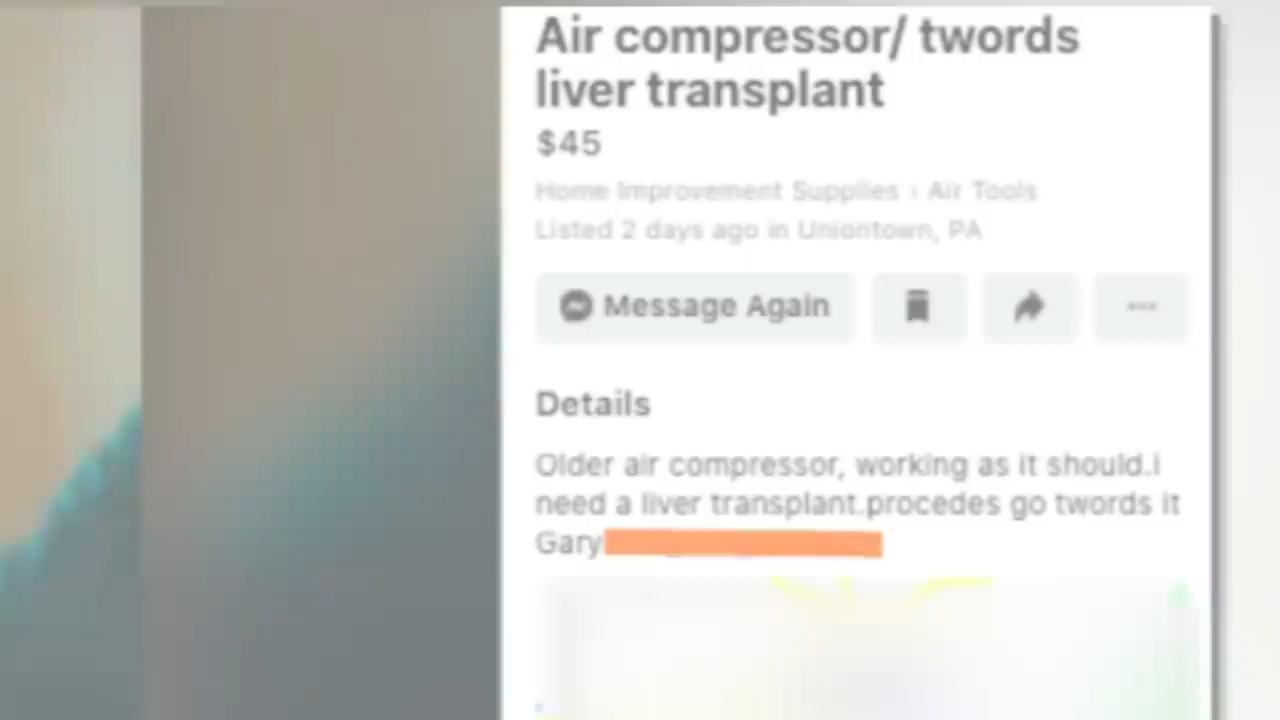 Air compressor/ twords
liver transplant
$45
Home Improvement Supplies › Air Tools
Listed 2 days ago in Uniontown, PA
Message Again
Details
Older air compressor, working as it should.I
need a liver transplant.procedes go twords it
Gary